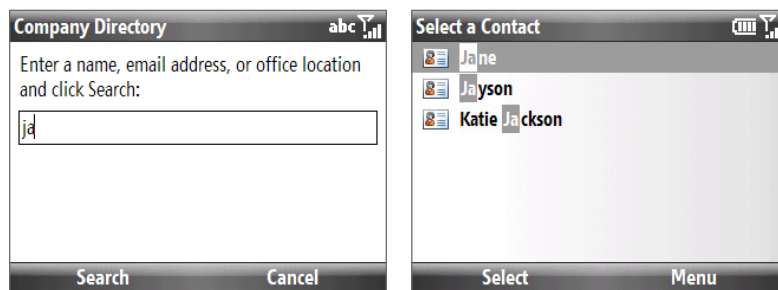 Company Directory
abc
Enter a name, email address, or office location
and click Search:
ja
Search
Cancel
Select a Contact
Jane
Jayson
Katie Jackson
Select
Menu